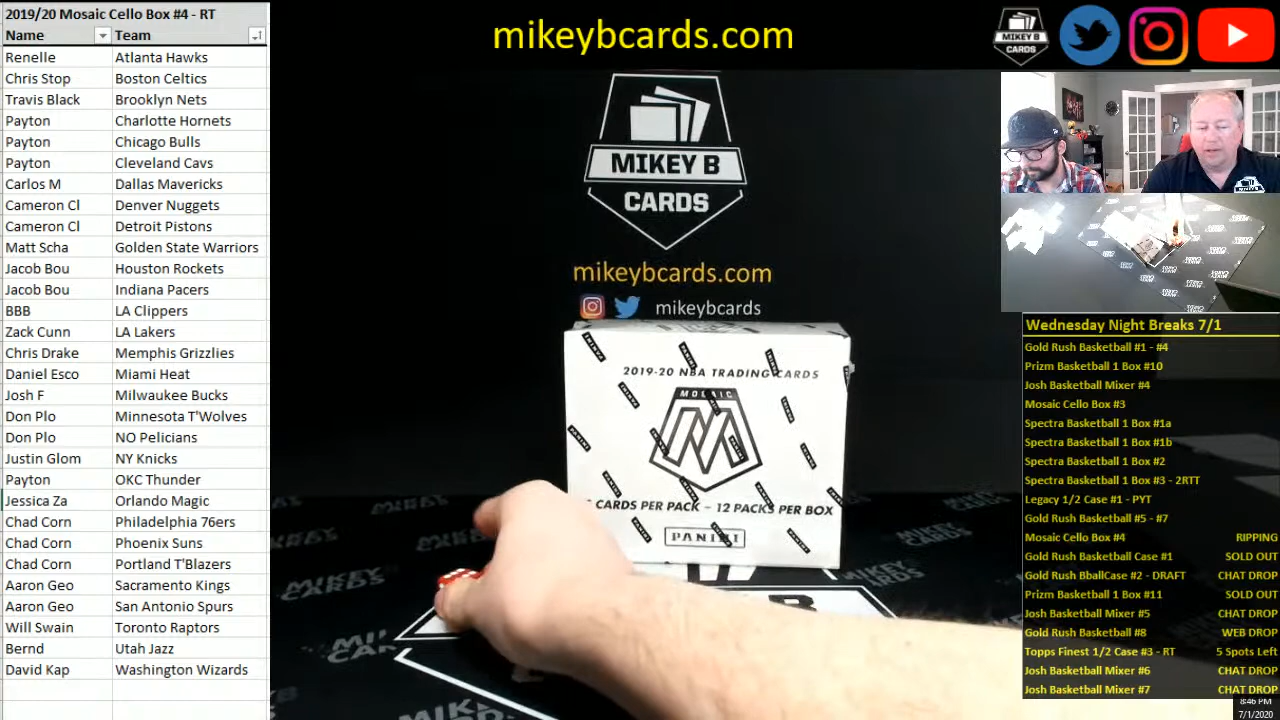 2019/20 Mosaic Cello Box #4 - RT
Name Team
Renelle Atlanta Hawks
Chris Stop Boston Celtics
Travis Black Brooklyn Nets
Payton Charlotte Hornets
Payton Chicago Bulls
Payton Cleveland Cavs
Carlos M Dallas Mavericks
Cameron Cl Denver Nuggets
Cameron Cl Detroit Pistons
Matt Scha Golden State Warriors
Jacob Bou Houston Rockets
Jacob Bou Indiana Pacers
BBB LA Clippers
Zack Cunn LA Lakers
Chris Drake Memphis Grizzlies
Daniel Esco Miami Heat
Josh F Milwaukee Bucks
Don Plo Minnesota T'Wolves
Don Plo NO Pelicians
Justin Glom NY Knicks
Payton OKC Thunder
Jessica Za Orlando Magic
Chad Corn Philadelphia 76ers
Chad Corn Phoenix Suns
Chad Corn Portland T'Blazers
Aaron Geo Sacramento Kings
Aaron Geo San Antonio Spurs
Will Swain Toronto Raptors
Bernd Utah Jazz
David Kap Washington Wizards
mikeybcards.com
MIKEY B
CARDS
MIKEY B
CARDS
mikeybcards.com
mikeybcards
2019-20 NBA TRADING CARDS
MOSAIC
CARDS PER PACK - 12 PACKS PER BOX
PANINI
Wednesday Night Breaks 7/1
Gold Rush Basketball #1 - #4
Prizm Basketball 1 Box #10
Josh Basketball Mixer #4
Mosaic Cello Box #3
Spectra Basketball 1 Box #1a
Spectra Basketball 1 Box #1b
Spectra Basketball 1 Box #2
Spectra Basketball 1 Box #3 - 2RTT
Legacy 1/2 Case #1 - PYT
Gold Rush Basketball #5 - #7
Mosaic Cello Box #4 RIPPING
Gold Rush Basketball Case #1 SOLD OUT
Gold Rush BballCase #2 - DRAFT CHAT DROP
Prizm Basketball 1 Box #11 SOLD OUT
Josh Basketball Mixer #5 CHAT DROP
Gold Rush Basketball #8 WEB DROP
Topps Finest 1/2 Case #3 - RT 5 Spots Left
Josh Basketball Mixer #6 CHAT DROP
Josh Basketball Mixer #7 CHAT DROP
8:46 PM
7/1/2020